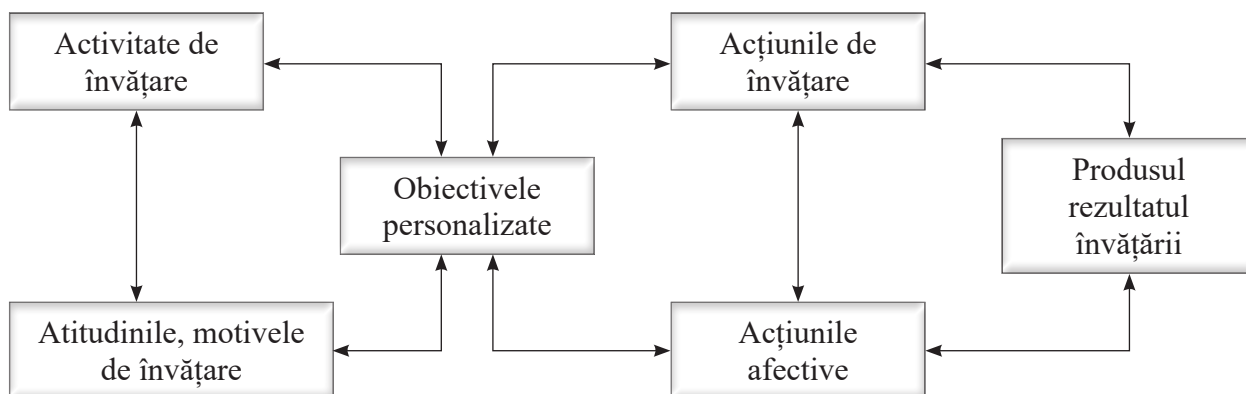 Activitate de
învățare
Acțiunile de
învățare
Obiectivele
personalizate
Produsul
rezultatul
învățării
Atitudinile, motivele
de învățare
Acțiunile
afective